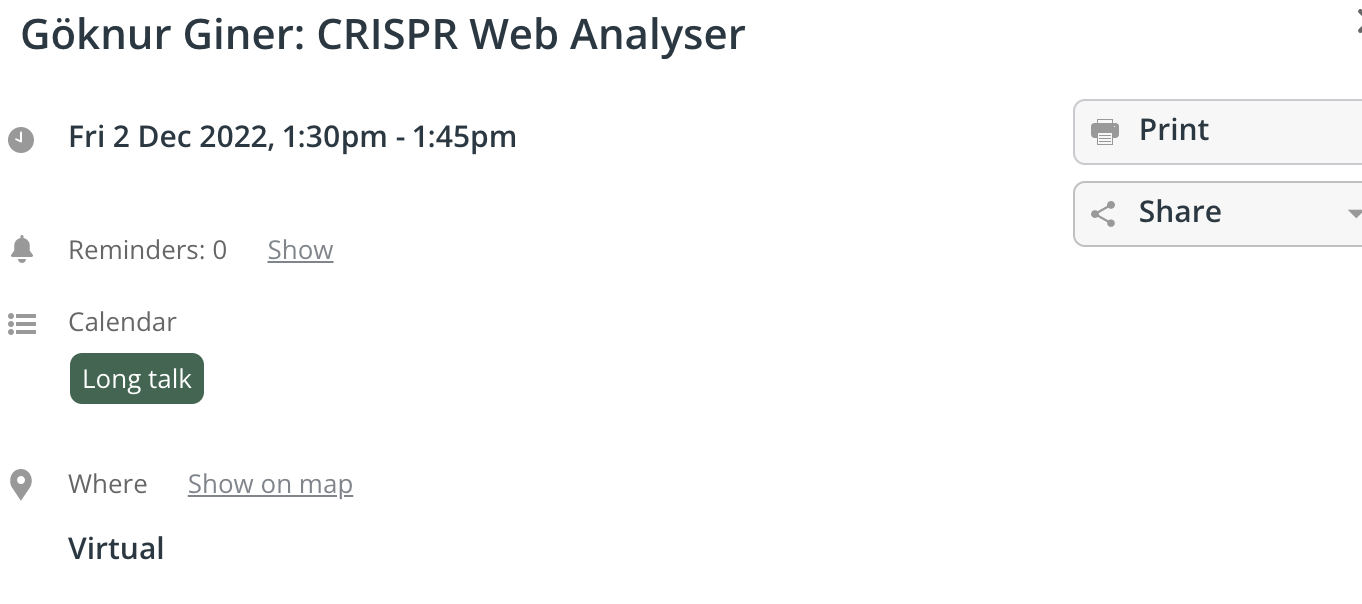 Göknur Giner: CRISPR Web Analyser
Fri 2 Dec 2022, 1:30pm - 1:45pm
Print
Share
Reminders: 0 Show
Calendar
Long talk
Where Show on map
Virtual